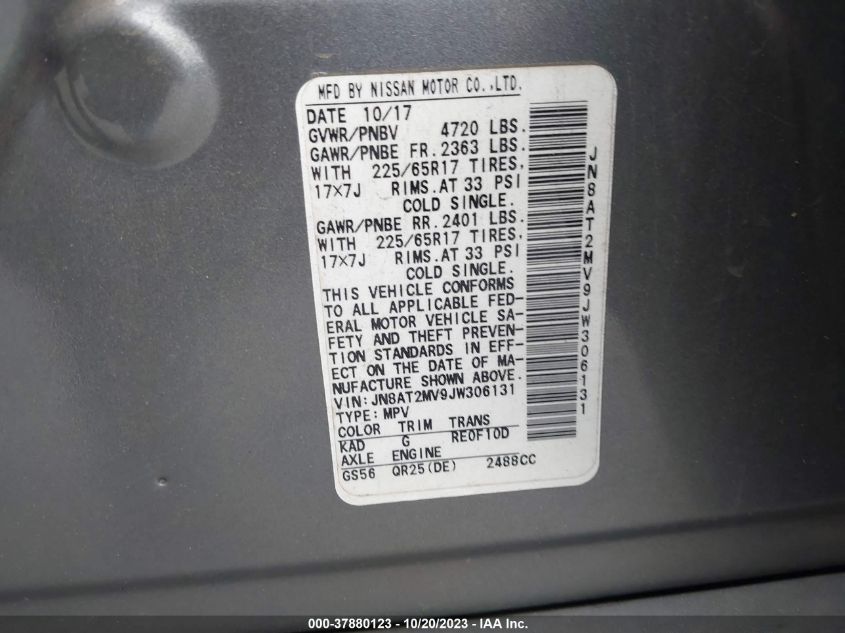 MFD BY NISSAN MOTOR CO.,LTD.
DATE 10/17
GVWR/PNBV 4720 LBS.
GAWR/PNBE FR. 2363 LBS.
WITH 225/65R17 TIRES,
17×7J RIMS.AT 33 PSI
COLD SINGLE.
GAWR/PNBE RR. 2401 LBS.
WITH 225/65R17 TIRES,
17×7J RIMS.AT 33 PSI
COLD SINGLE.
THIS VEHICLE CONFORMS
TO ALL APPLICABLE FED-
ERAL MOTOR VEHICLE SA-
FETY AND THEFT PREVEN-
TION STANDARDS IN EFF-
ECT ON THE DATE OF MA-
NUFACTURE SHOWN ABOVE.
VIN: JN8AT2MV9JW306131
TYPE: MPV
COLOR TRIM TRANS
KAD G RE0F10D
AXLE ENGINE
GS56 QR25(DE) 2488CC
JN8AT2MV9JW306131
000-37880123 - 10/20/2023 - IAA Inc.